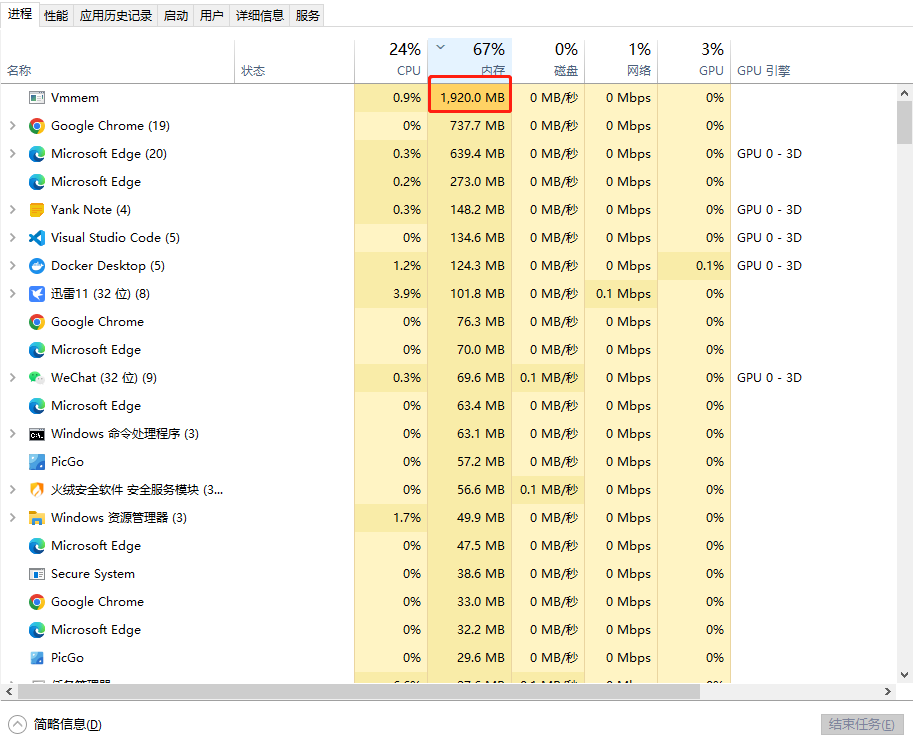 进程 性能 应用历史记录 启动 用户 详细信息 服务
24% 67% 0% 1% 3%
名称 状态 CPU 内存 磁盘 网络 GPU GPU 引擎
Vmmem 0.9% 1,920.0 MB 0 MB/秒 0 Mbps 0%
Google Chrome (19) 0% 737.7 MB 0 MB/秒 0 Mbps 0%
Microsoft Edge (20) 0.3% 639.4 MB 0 MB/秒 0 Mbps 0% GPU 0 - 3D
Microsoft Edge 0.2% 273.0 MB 0 MB/秒 0 Mbps 0%
Yank Note (4) 0.3% 148.2 MB 0 MB/秒 0 Mbps 0% GPU 0 - 3D
Visual Studio Code (5) 0% 134.6 MB 0 MB/秒 0 Mbps 0% GPU 0 - 3D
Docker Desktop (5) 1.2% 124.3 MB 0 MB/秒 0 Mbps 0.1% GPU 0 - 3D
迅雷11 (32 位) (8) 3.9% 101.8 MB 0 MB/秒 0.1 Mbps 0%
Google Chrome 0% 76.3 MB 0 MB/秒 0 Mbps 0%
Microsoft Edge 0% 70.0 MB 0 MB/秒 0 Mbps 0%
WeChat (32 位) (9) 0.3% 69.6 MB 0.1 MB/秒 0 Mbps 0% GPU 0 - 3D
Microsoft Edge 0% 63.4 MB 0 MB/秒 0 Mbps 0%
Windows 命令处理程序 (3) 0% 63.1 MB 0 MB/秒 0 Mbps 0%
PicGo 0% 57.2 MB 0 MB/秒 0 Mbps 0%
火绒安全软件 安全服务模块 (3... 0% 56.6 MB 0.1 MB/秒 0 Mbps 0%
Windows 资源管理器 (3) 1.7% 49.9 MB 0 MB/秒 0 Mbps 0%
Microsoft Edge 0% 47.5 MB 0 MB/秒 0 Mbps 0%
Secure System 0% 38.6 MB 0 MB/秒 0 Mbps 0%
Google Chrome 0% 33.0 MB 0 MB/秒 0 Mbps 0%
Microsoft Edge 0% 32.2 MB 0 MB/秒 0 Mbps 0%
PicGo 0% 29.6 MB 0 MB/秒 0 Mbps 0%
简略信息(D) 结束任务(E)